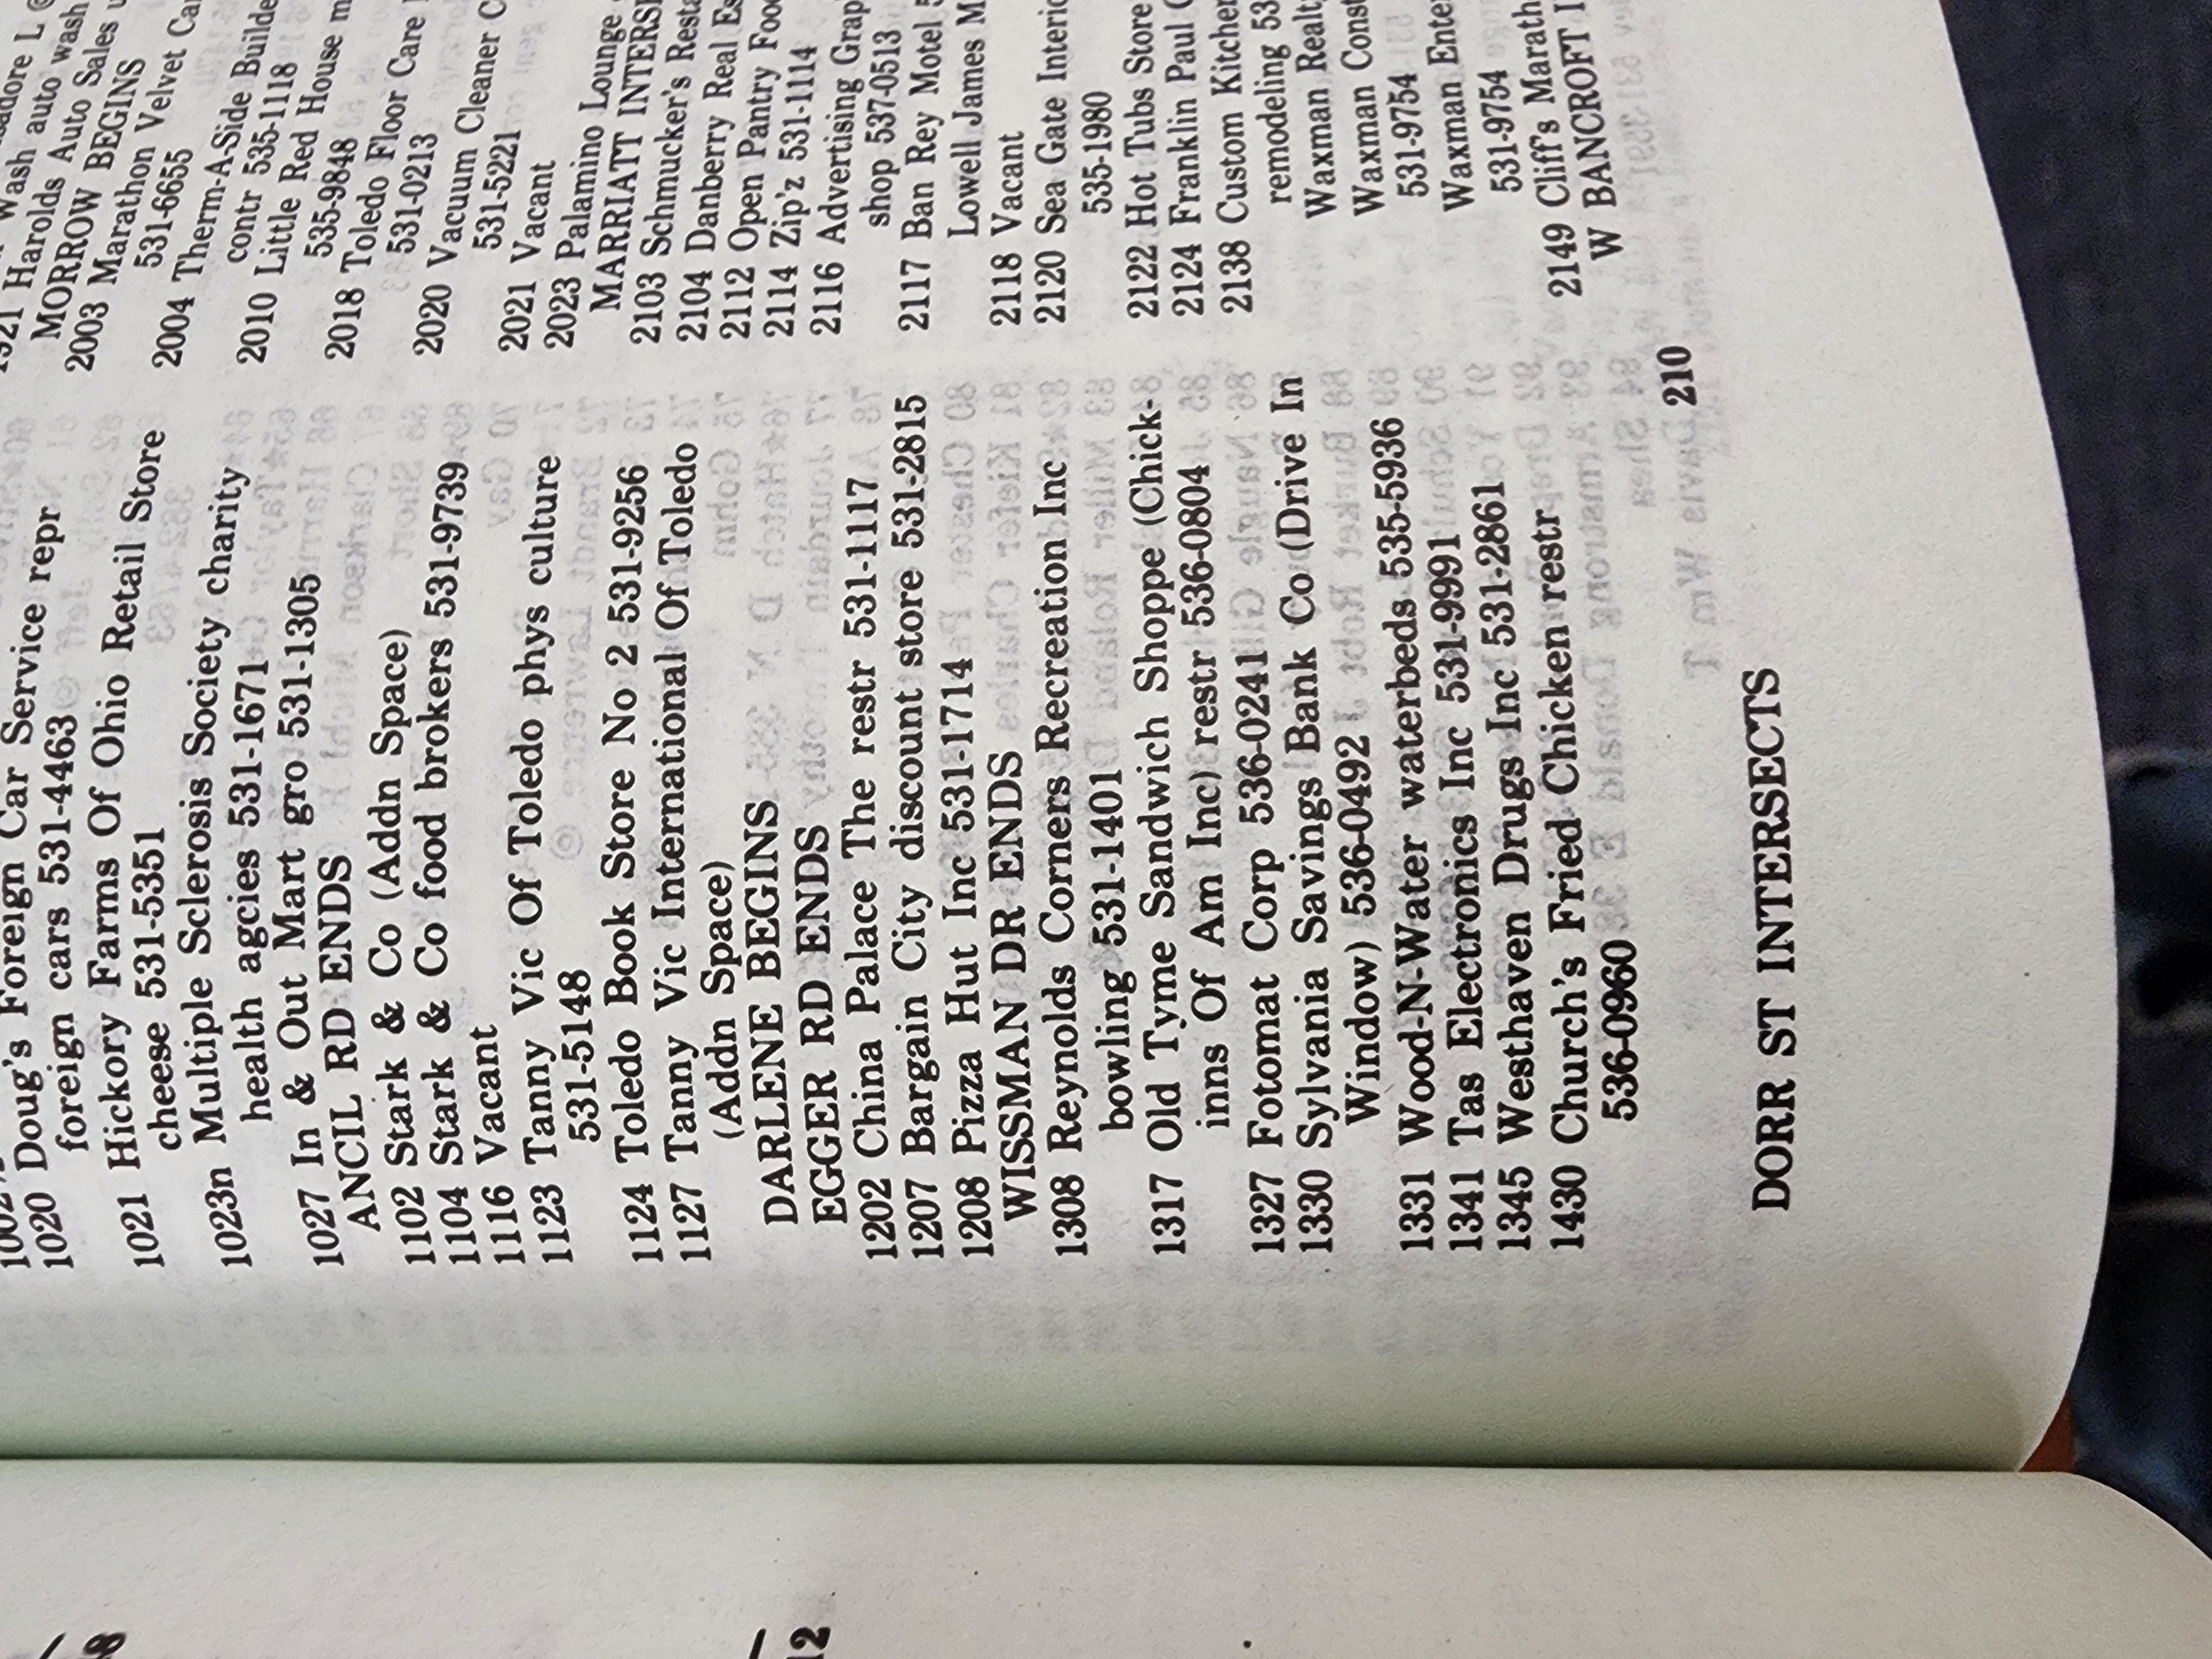 1020 Doug's Foreign Car Service repr
foreign cars 531-4463
1021 Hickory Farms Of Ohio Retail Store
cheese 531-5351
1023n Multiple Sclerosis Society charity
health agcies 531-1671
1027 In & Out Mart gro 531-1305
ANCIL RD ENDS
1102 Stark & Co (Addn Space)
1104 Stark & Co food brokers 531-9739
1116 Vacant
1123 Tanny Vic Of Toledo phys culture
531-5148
1124 Toledo Book Store No 2 531-9256
1127 Tanny Vic International Of Toledo
(Addn Space)
DARLENE BEGINS
EGGER RD ENDS
1202 China Palace The restr 531-1117
1207 Bargain City discount store 531-2815
1208 Pizza Hut Inc 531-1714
WISSMAN DR ENDS
1308 Reynolds Corners Recreation Inc
bowling 531-1401
1317 Old Tyme Sandwich Shoppe (Chick-
inns Of Am Inc) restr 536-0804
1327 Fotomat Corp 536-0241
1330 Sylvania Savings Bank Co (Drive In
Window) 536-0492
1331 Wood-N-Water waterbeds 535-5936
1341 Tas Electronics Inc 531-9991
1345 Westhaven Drugs Inc 531-2861
1430 Church's Fried Chicken restr
536-0960
210
DORR ST INTERSECTS
Wash auto wash
1921 Harolds Auto Sales
MORROW BEGINS
2003 Marathon Velvet
531-6655
2004 Therm-A-Side
contr 535-1118
2010 Little Red House
535-9848
2018 Toledo Floor Care
531-0213
2020 Vacuum Cleaner
531-5221
2021 Vacant
2023 Palamino Lounge
MARRIATT
2103 Schmucker's
2104 Danberry Real
2112 Open Pantry
2114 Zip'z 531-1114
2116 Advertising
shop 537-0513
2117 Ban Rey Motel
Lowell James
2118 Vacant
2120 Sea Gate
535-1980
2122 Hot Tubs Store
2124 Franklin Paul
2138 Custom
remodeling
Waxman
Waxman
531-9754
Waxman
531-9754
2149 Cliff's
W BANCROFT